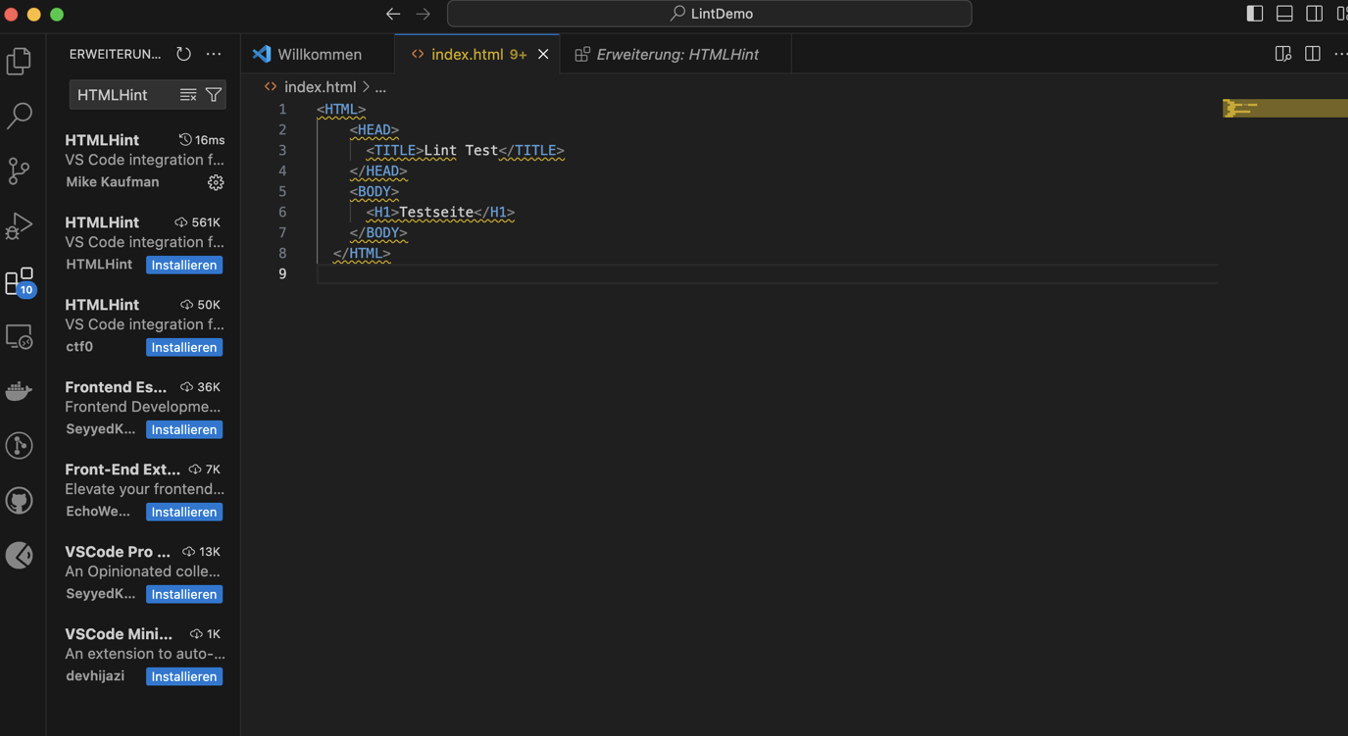 LintDemo
ERWEITERUN...
HTMLHint
HTMLHint 16ms
VS Code integration f...
Mike Kaufman
HTMLHint 561K
VS Code integration f...
HTMLHint Installieren
HTMLHint 50K
VS Code integration f...
ctf0 Installieren
Frontend Es... 36K
Frontend Developme...
SeyyedK... Installieren
Front-End Ext... 7K
Elevate your frontend...
EchoWe... Installieren
VSCode Pro ... 13K
An Opinionated colle...
SeyyedK... Installieren
VSCode Mini... 1K
An extension to auto-...
devhijazi Installieren
10
Willkommen
index.html 9+
Erweiterung: HTMLHint
index.html > ...
1 <HTML>
2 <HEAD>
3 <TITLE>Lint Test</TITLE>
4 </HEAD>
5 <BODY>
6 <H1>Testseite</H1>
7 </BODY>
8 </HTML>
9